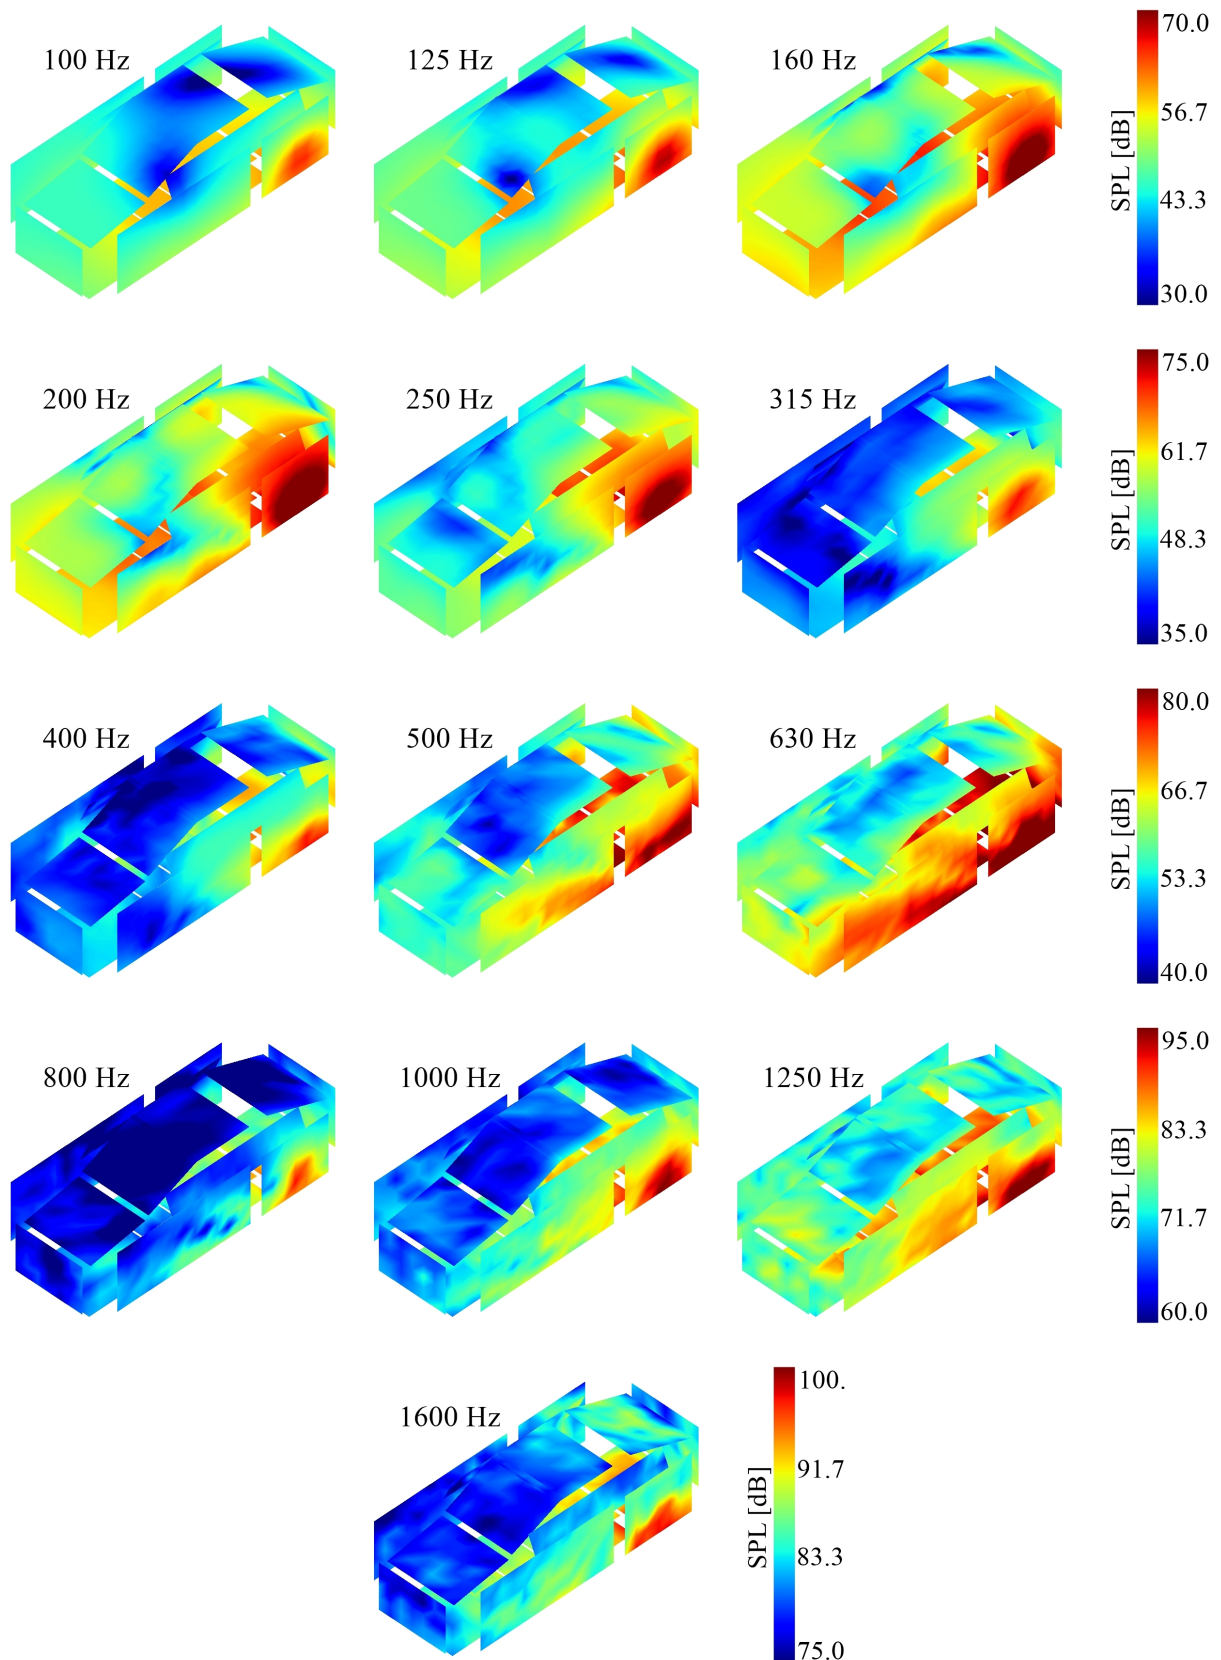 100 Hz
125 Hz
160 Hz
SPL [dB]
70.0
56.7
43.3
30.0
200 Hz
250 Hz
315 Hz
SPL [dB]
75.0
61.7
48.3
35.0
400 Hz
500 Hz
630 Hz
SPL [dB]
80.0
66.7
53.3
40.0
800 Hz
1000 Hz
1250 Hz
SPL [dB]
95.0
83.3
71.7
60.0
1600 Hz
SPL [dB]
100.
91.7
83.3
75.0